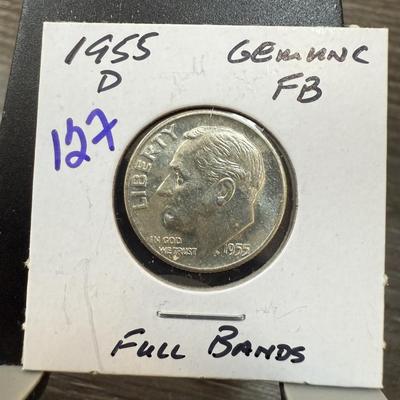 1955 GEM UNC
D FB
127
LIBERTY
IN GOD
WE TRUST 1955
FULL BANDS